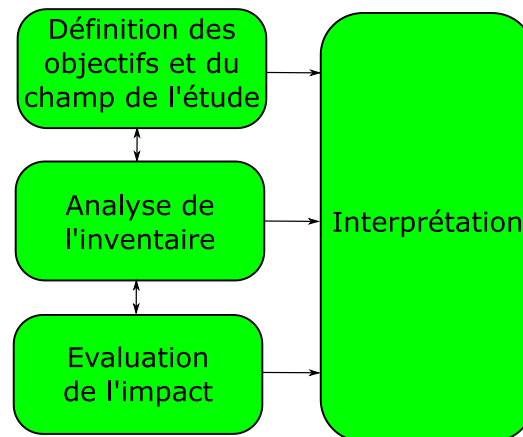 Définition des
objectifs et du
champ de l'étude
Analyse de
l'inventaire
Interprétation
Evaluation
de l'impact